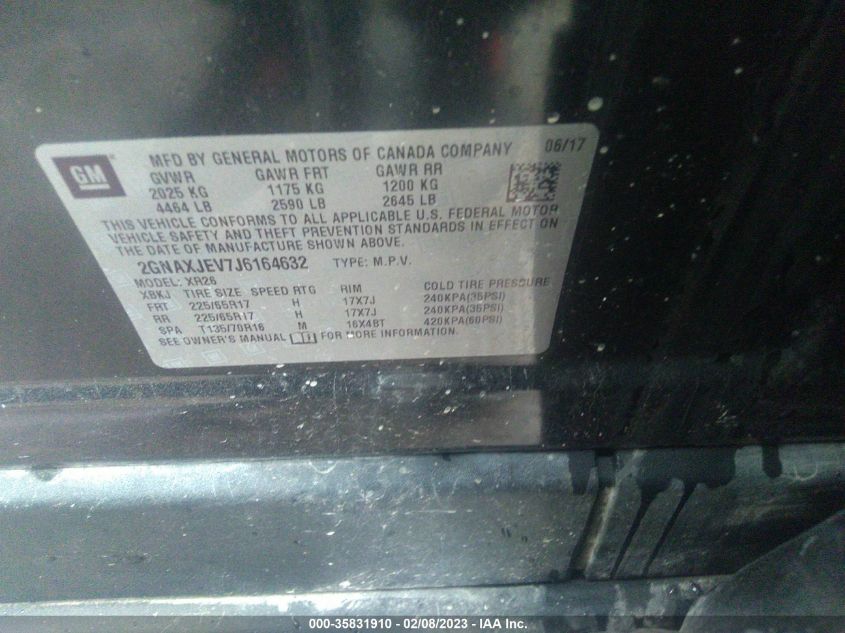 GM
MFD BY GENERAL MOTORS OF CANADA COMPANY 06/17
GVWR GAWR FRT GAWR RR
2025 KG 1175 KG 1200 KG
4464 LB 2590 LB 2645 LB
THIS VEHICLE CONFORMS TO ALL APPLICABLE U.S. FEDERAL MOTOR
VEHICLE SAFETY AND THEFT PREVENTION STANDARDS IN EFFECT ON
THE DATE OF MANUFACTURE SHOWN ABOVE.
2GNAXJEV7J6164632 TYPE: M.P.V.
MODEL: XR26
XBKJ TIRE SIZE SPEED RTG RIM COLD TIRE PRESSURE
FRT 225/65R17 H 17X7J 240KPA(35PSI)
RR 225/65R17 H 17X7J 240KPA(35PSI)
SPA T135/70R16 M 16X4BT 420KPA(60PSI)
SEE OWNER'S MANUAL FOR MORE INFORMATION.
000-35831910 - 02/08/2023 - IAA Inc.